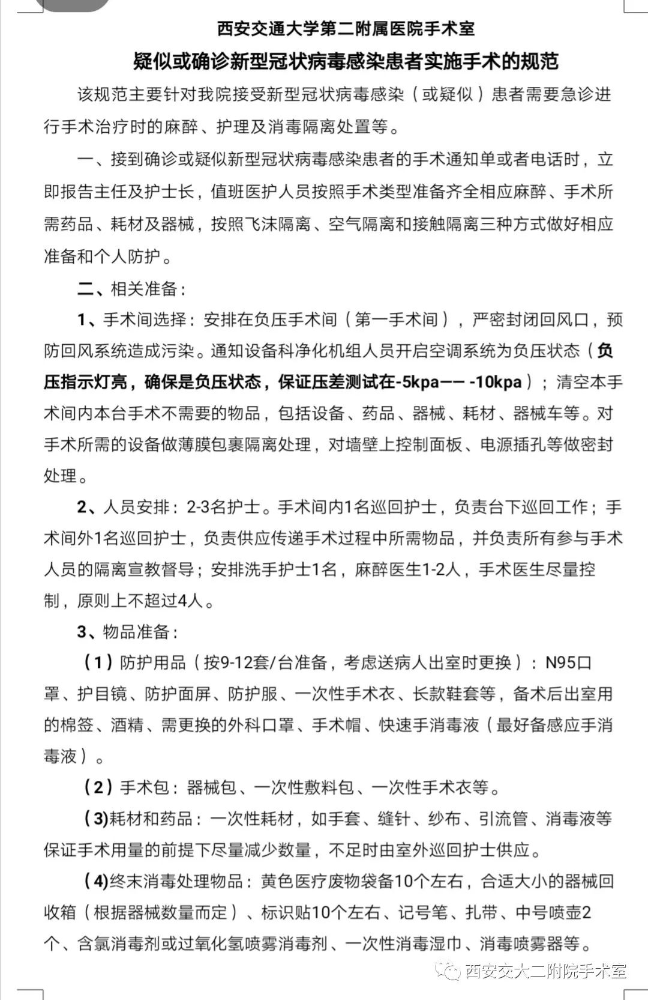 西安交通大学第二附属医院手术室
疑似或确诊新型冠状病毒感染患者实施手术的规范
该规范主要针对我院接受新型冠状病毒感染（或疑似）患者需要急诊进
行手术治疗时的麻醉、护理及消毒隔离处置等。
一、接到确诊或疑似新型冠状病毒感染患者的手术通知单或者电话时，立
即报告主任及护士长，值班医护人员按照手术类型准备齐全相应麻醉、手术所
需药品、耗材及器械，按照飞沫隔离、空气隔离和接触隔离三种方式做好相应
准备和个人防护。
二、相关准备：
1、手术间选择：安排在负压手术间（第一手术间），严密封闭回风口，预
防回风系统造成污染。通知设备科净化机组人员开启空调系统为负压状态（负
压指示灯亮，确保是负压状态，保证压差测试在-5kpa—— -10kpa）；清空本手
术间内本台手术不需要的物品，包括设备、药品、器械、耗材、器械车等。对
手术所需的设备做薄膜包裹隔离处理，对墙壁上控制面板、电源插孔等做密封
处理。
2、人员安排：2-3名护士。手术间内1名巡回护士，负责台下巡回工作；手
术间外1名巡回护士，负责供应传递手术过程中所需物品，并负责所有参与手术
人员的隔离宣教督导；安排洗手护士1名，麻醉医生1-2人，手术医生尽量控
制，原则上不超过4人。
3、物品准备：
（1）防护用品（按9-12套/台准备，考虑送病人出室时更换）：N95口
罩、护目镜、防护面屏、防护服、一次性手术衣、长款鞋套等，备术后出室用
的棉签、酒精、需更换的外科口罩、手术帽、快速手消毒液（最好备感应手消
毒液）。
（2）手术包：器械包、一次性敷料包、一次性手术衣等。
（3)耗材和药品：一次性耗材，如手套、缝针、纱布、引流管、消毒液等
保证手术用量的前提下尽量减少数量，不足时由室外巡回护士供应。
（4)终末消毒处理物品：黄色医疗废物袋备10个左右，合适大小的器械回
收箱（根据器械数量而定）、标识贴10个左右、记号笔、扎带、中号喷壶2
个、含氯消毒剂或过氧化氢喷雾消毒剂、一次性消毒湿巾、消毒喷雾器等。
西安交大二附院手术室